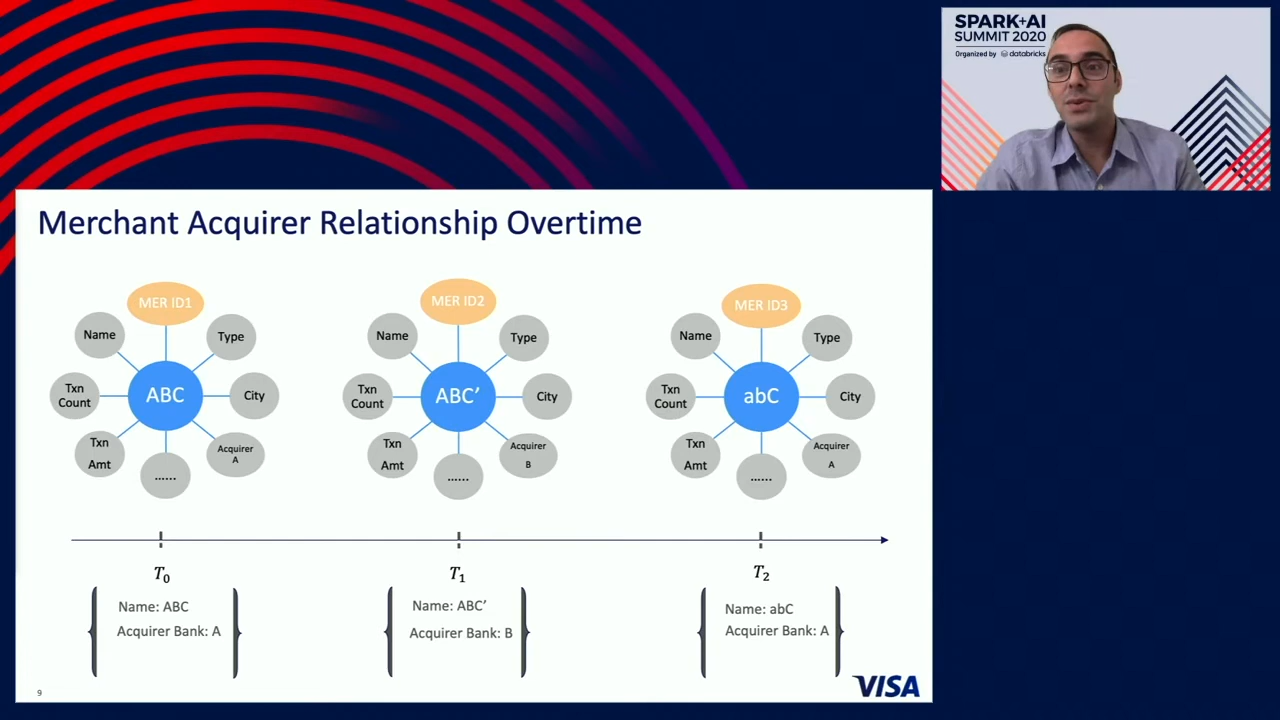 SPARK+AI
SUMMIT 2020
Organized by databricks
Merchant Acquirer Relationship Overtime
MER ID1
Name
Type
Txn
Count
ABC
City
Txn
Amt
Acquirer
A
......
MER ID2
Name
Type
Txn
Count
ABC’
City
Txn
Amt
Acquirer
B
......
MER ID3
Name
Type
Txn
Count
abC
City
Txn
Amt
Acquirer
A
......
T0
T1
T2
Name: ABC
Acquirer Bank: A
Name: ABC’
Acquirer Bank: B
Name: abC
Acquirer Bank: A
9
VISA